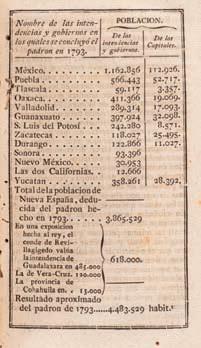 Nombre de las inten-
dencias y gobiernos en
los quales se concluyó el
padron en 1793.
POBLACION.
De las
intendencias
y gobiernos.
De las
Capitales.
México. 1.162.856 112.926.
Puebla. 566.443 52.717.
Tlascala. 59.117 3.357.
Oaxaca. 411.366 19.069.
Valladolid. 289.314 17.093.
Guanaxuato. 397.924 32.098.
S. Luis del Potosí. 242.280 8.571.
Zacatecas. 118.027 25.495.
Durango. 122.866 11.027.
Sonora. 93.396
Nuevo México. 30.953
Las dos Californias. 12.666
Yucatan. 358.261 28.392.
Total de la poblacion de
Nueva España, dedu-
cida del padron he-
cho en 1793. 3.865.529
En una exposicion
hecha al rey, el
conde de Revi-
llagigedo valúa
la intendencia de
Guadalaxara en 485.000
La de Vera-Cruz. 120.000
La provincia de
Cohahuila en. 13.000
618.000.
Resultado aproximado
del padron de 1793......4.483.529 habit.